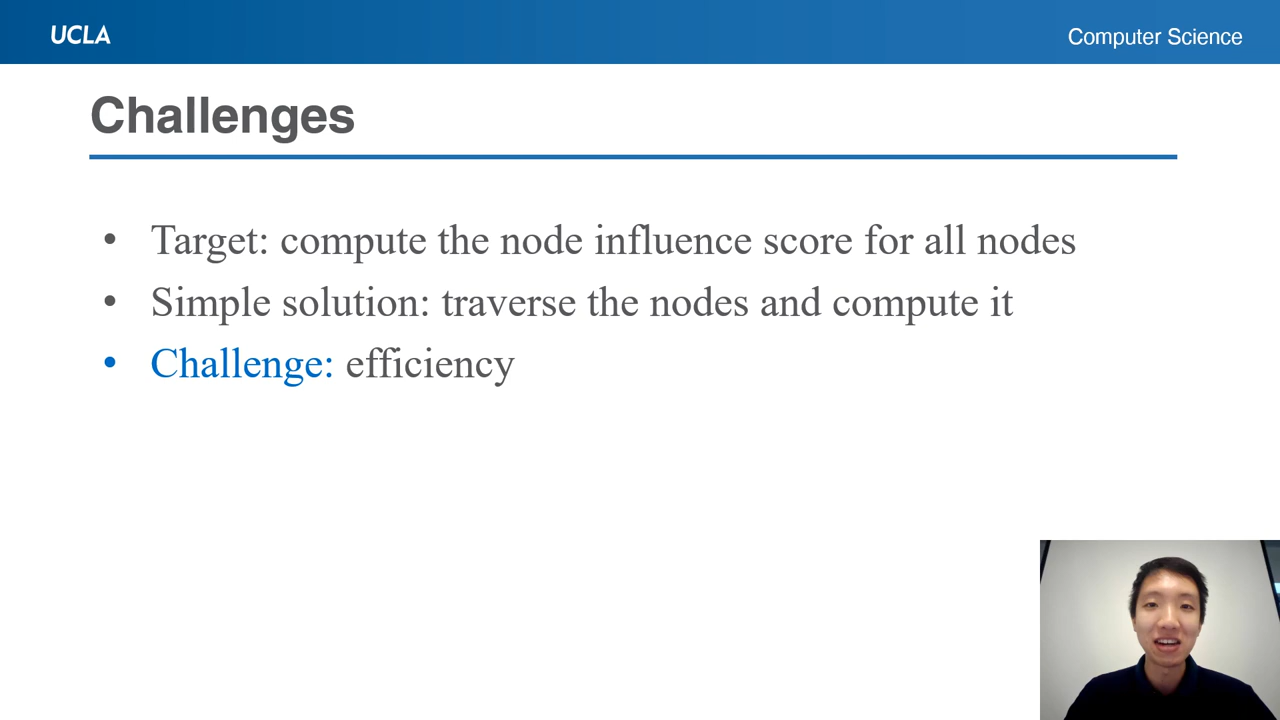 UCLA
Computer Science
Challenges
• Target: compute the node influence score for all nodes
• Simple solution: traverse the nodes and compute it
• Challenge: efficiency